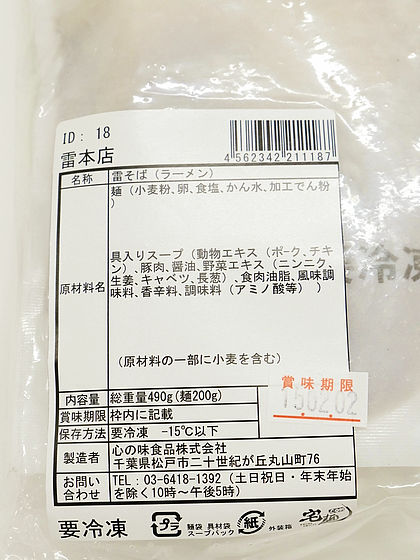 ID: 18
雷本店
4 562342 211187
名称 雷そば（ラーメン）
麺（小麦粉、卵、食塩、かん水、加工でん粉
）
原材料名
具入りスープ（動物エキス（ポーク、チキ
ン）、豚肉、醤油、野菜エキス（ニンニク、
生姜、キャベツ、長葱）、食肉油脂、風味調
味料、香辛料、調味料（アミノ酸等））
（原材料の一部に小麦を含む）
内容量 総重量490g（麺200g）
賞味期限 枠内に記載
保存方法 要冷凍 -15℃以下
賞味期限
1502.02
製造者 心の味食品株式会社
千葉県松戸市二十世紀が丘丸山町76
お問い合わせ TEL：03-6418-1392（土日祝日・年末年始
を除く10時～午後5時）
要冷凍
プラ
麺袋 具材袋
スープパック
紙
外装箱
冷凍